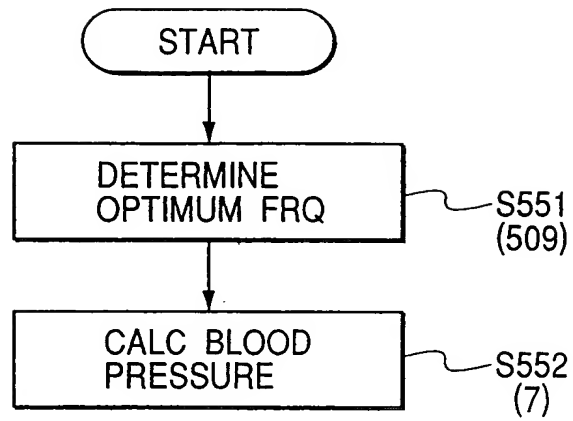 START
DETERMINE
OPTIMUM FRQ
S551
(509)
CALC BLOOD
PRESSURE
S552
(7)